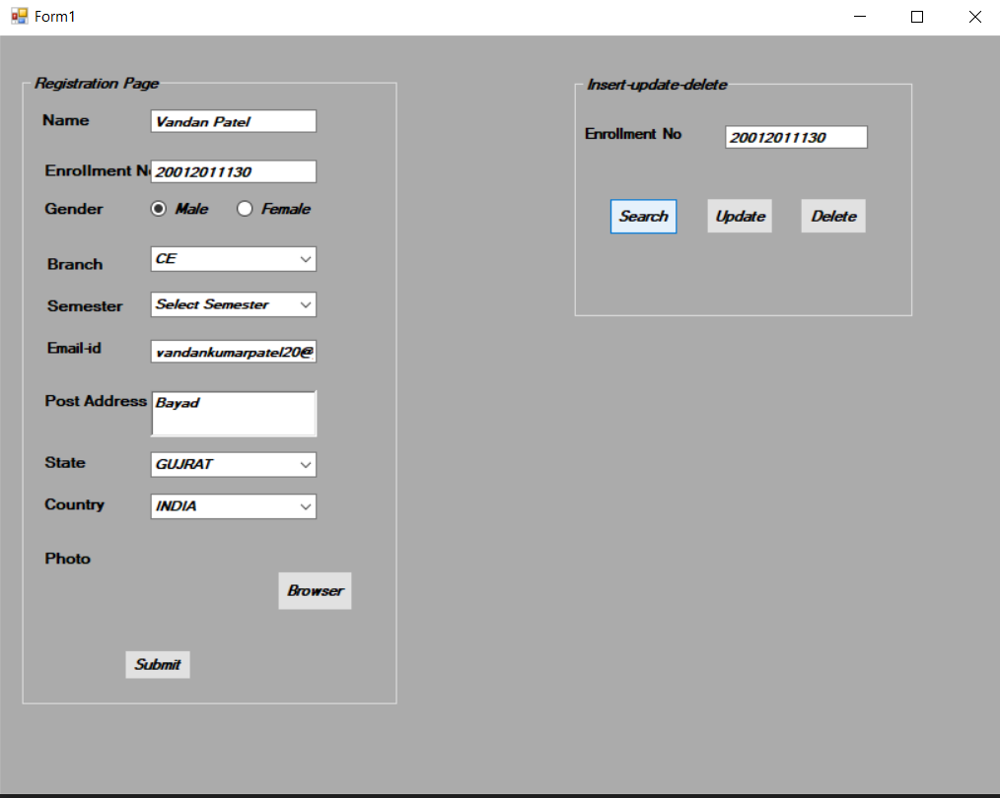 Form1
Registration Page
Name Vandan Patel
Enrollment No 20012011130
Gender Male Female
Branch CE
Semester Select Semester
Email-id vandankumarpatel20@
Post Address Bayad
State GUJRAT
Country INDIA
Photo
Browser
Submit
Insert-update-delete
Enrollment No 20012011130
Search Update Delete